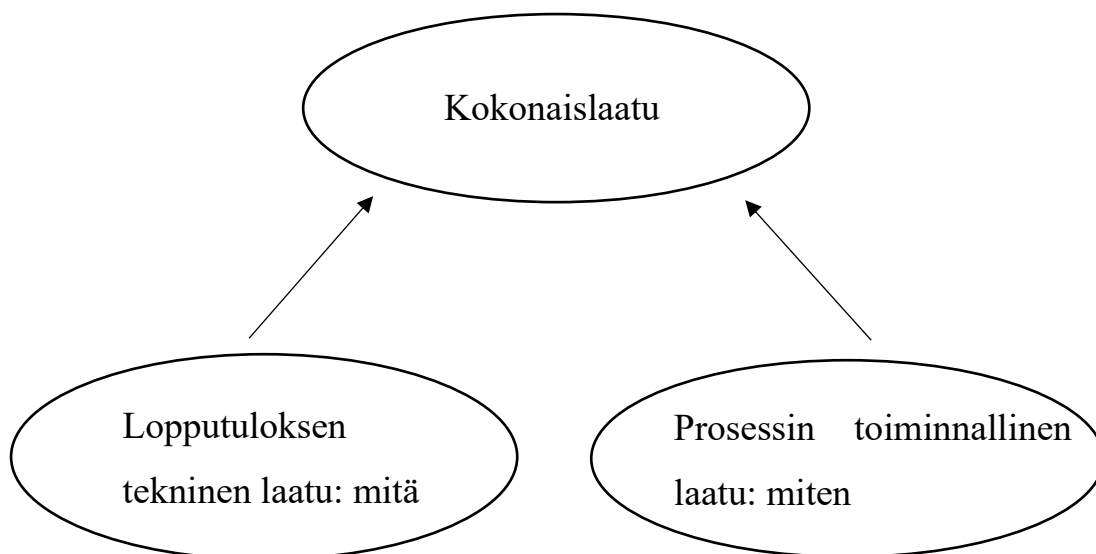 Kokonaislaatu
Lopputuloksen
tekninen laatu: mitä
Prosessin toiminnallinen
laatu: miten